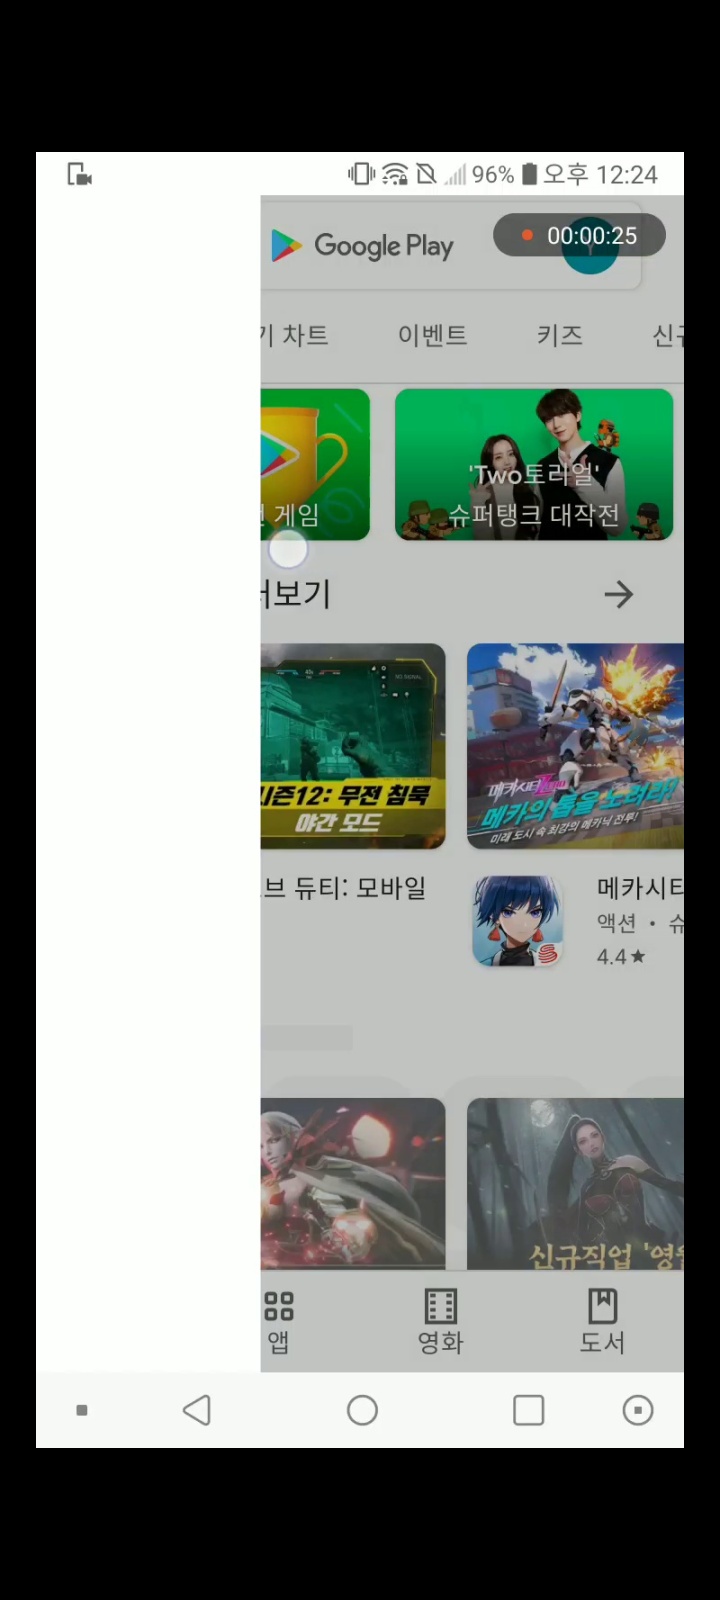 96% 오후 12:24
Google Play
00:00:25
기 차트 이벤트 키즈 신규
'Two토리얼'
슈퍼탱크 대작전
게임
더보기
NO SIGNAL
시즌12: 무전 침묵
야간 모드
메카시티: ZERO
메카의 톱을 노려라!
미래 도시 속 최강의 메카닉 전투!
브 듀티: 모바일
메카시티
액션 • 슈
4.4★
신규직업 '영
앱 영화 도서